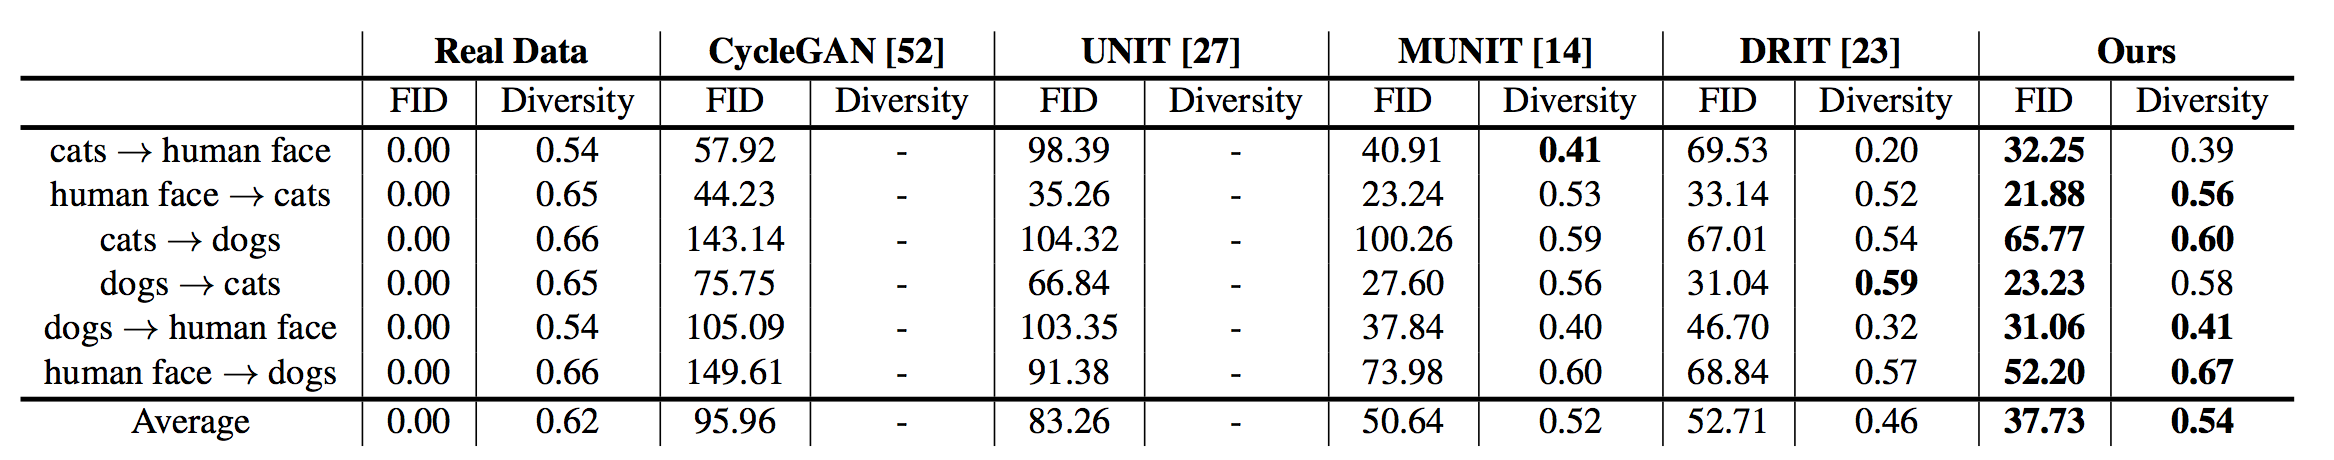 Real Data CycleGAN [52] UNIT [27] MUNIT [14] DRIT [23] Ours
FID Diversity FID Diversity FID Diversity FID Diversity FID Diversity FID Diversity
cats → human face 0.00 0.54 57.92 - 98.39 - 40.91 0.41 69.53 0.20 32.25 0.39
human face → cats 0.00 0.65 44.23 - 35.26 - 23.24 0.53 33.14 0.52 21.88 0.56
cats → dogs 0.00 0.66 143.14 - 104.32 - 100.26 0.59 67.01 0.54 65.77 0.60
dogs → cats 0.00 0.65 75.75 - 66.84 - 27.60 0.56 31.04 0.59 23.23 0.58
dogs → human face 0.00 0.54 105.09 - 103.35 - 37.84 0.40 46.70 0.32 31.06 0.41
human face → dogs 0.00 0.66 149.61 - 91.38 - 73.98 0.60 68.84 0.57 52.20 0.67
Average 0.00 0.62 95.96 - 83.26 - 50.64 0.52 52.71 0.46 37.73 0.54